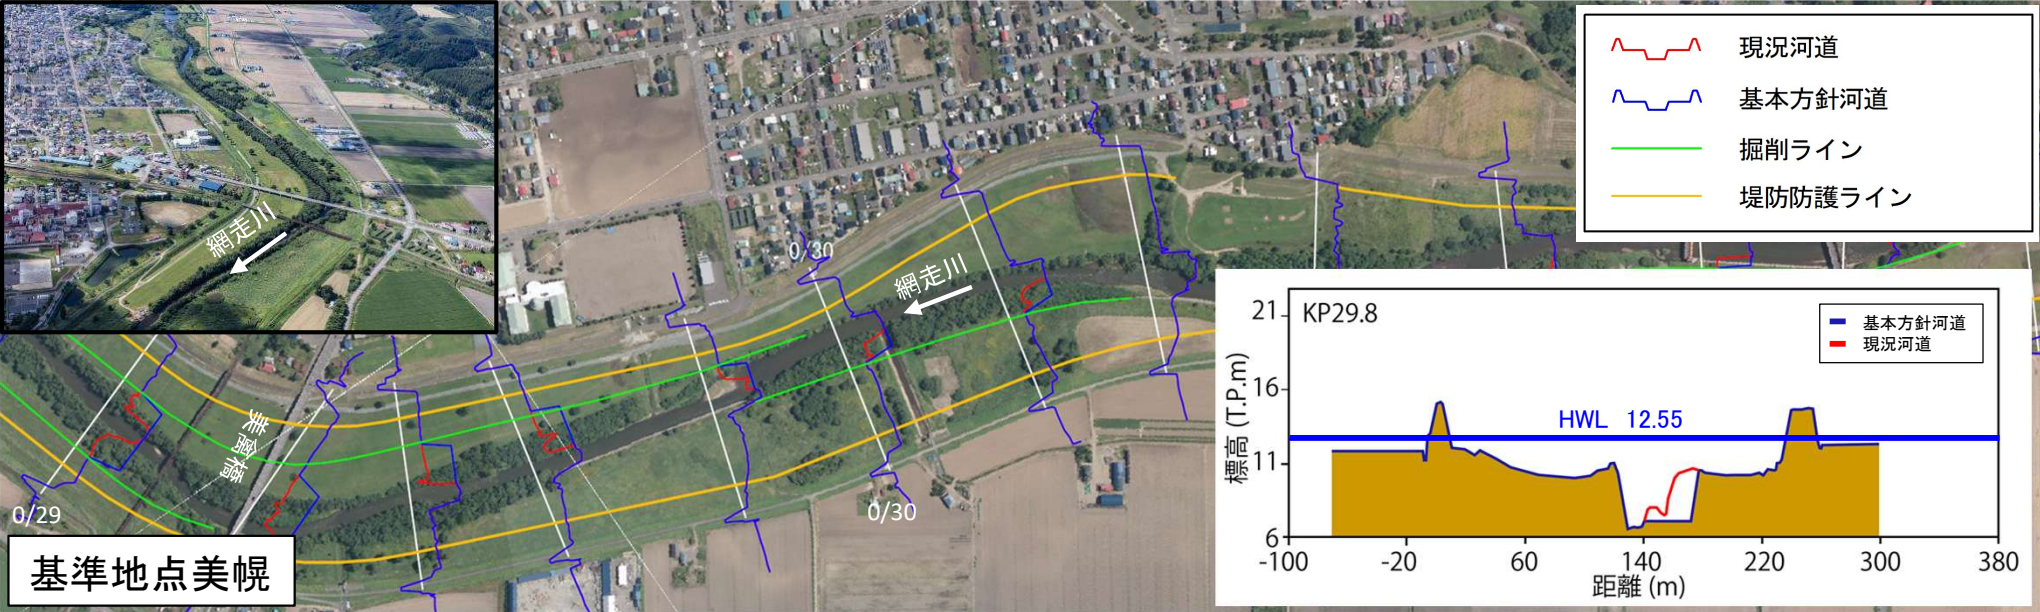 網走川
0/30
網走川
美富橋
0/29
0/30
基準地点美幌
現況河道
基本方針河道
掘削ライン
堤防防護ライン
KP29.8
基本方針河道
現況河道
HWL 12.55
標高 (T.P.m)
21
16
11
6
-100 -20 60 140 220 300 380
距離 (m)